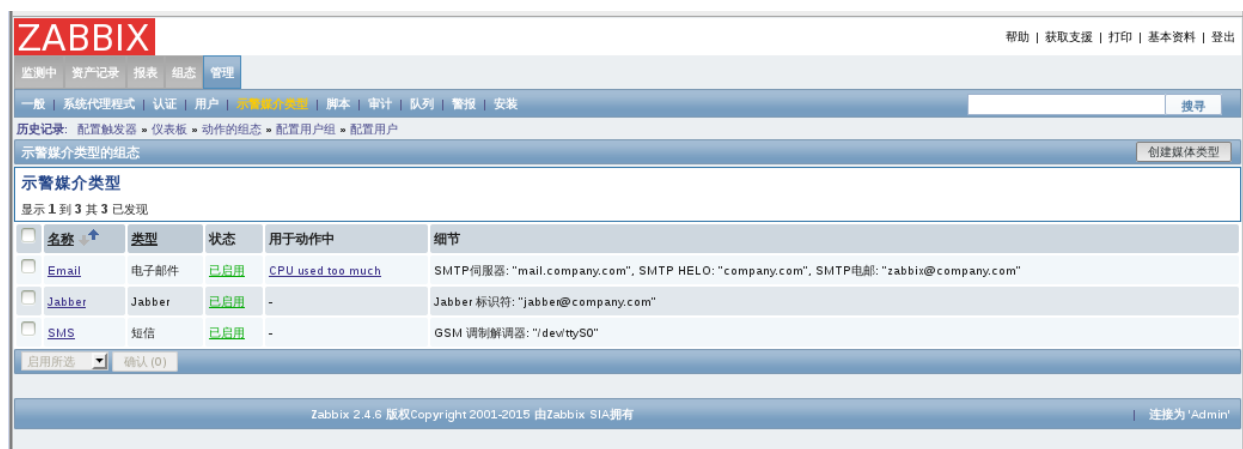 ZABBIX
帮助 | 获取支援 | 打印 | 基本资料 | 登出
监测中 资产记录 报表 组态 管理
一般 | 系统代理程式 | 认证 | 用户 | 示警媒介类型 | 脚本 | 审计 | 队列 | 警报 | 安装 搜寻
历史记录: 配置触发器 » 仪表板 » 动作的组态 » 配置用户组 » 配置用户
示警媒介类型的组态 创建媒体类型
示警媒介类型
显示 1 到 3 其 3 已发现
名称 类型 状态 用于动作中 细节
Email 电子邮件 已启用 CPU used too much SMTP伺服器: "mail.company.com", SMTP HELO: "company.com", SMTP电邮: "zabbix@company.com"
Jabber Jabber 已启用 - Jabber 标识符: "jabber@company.com"
SMS 短信 已启用 - GSM 调制解调器: "/dev/ttyS0"
启用所选 确认 (0)
Zabbix 2.4.6 版权Copyright 2001-2015 由Zabbix SIA拥有 | 连接为 'Admin'